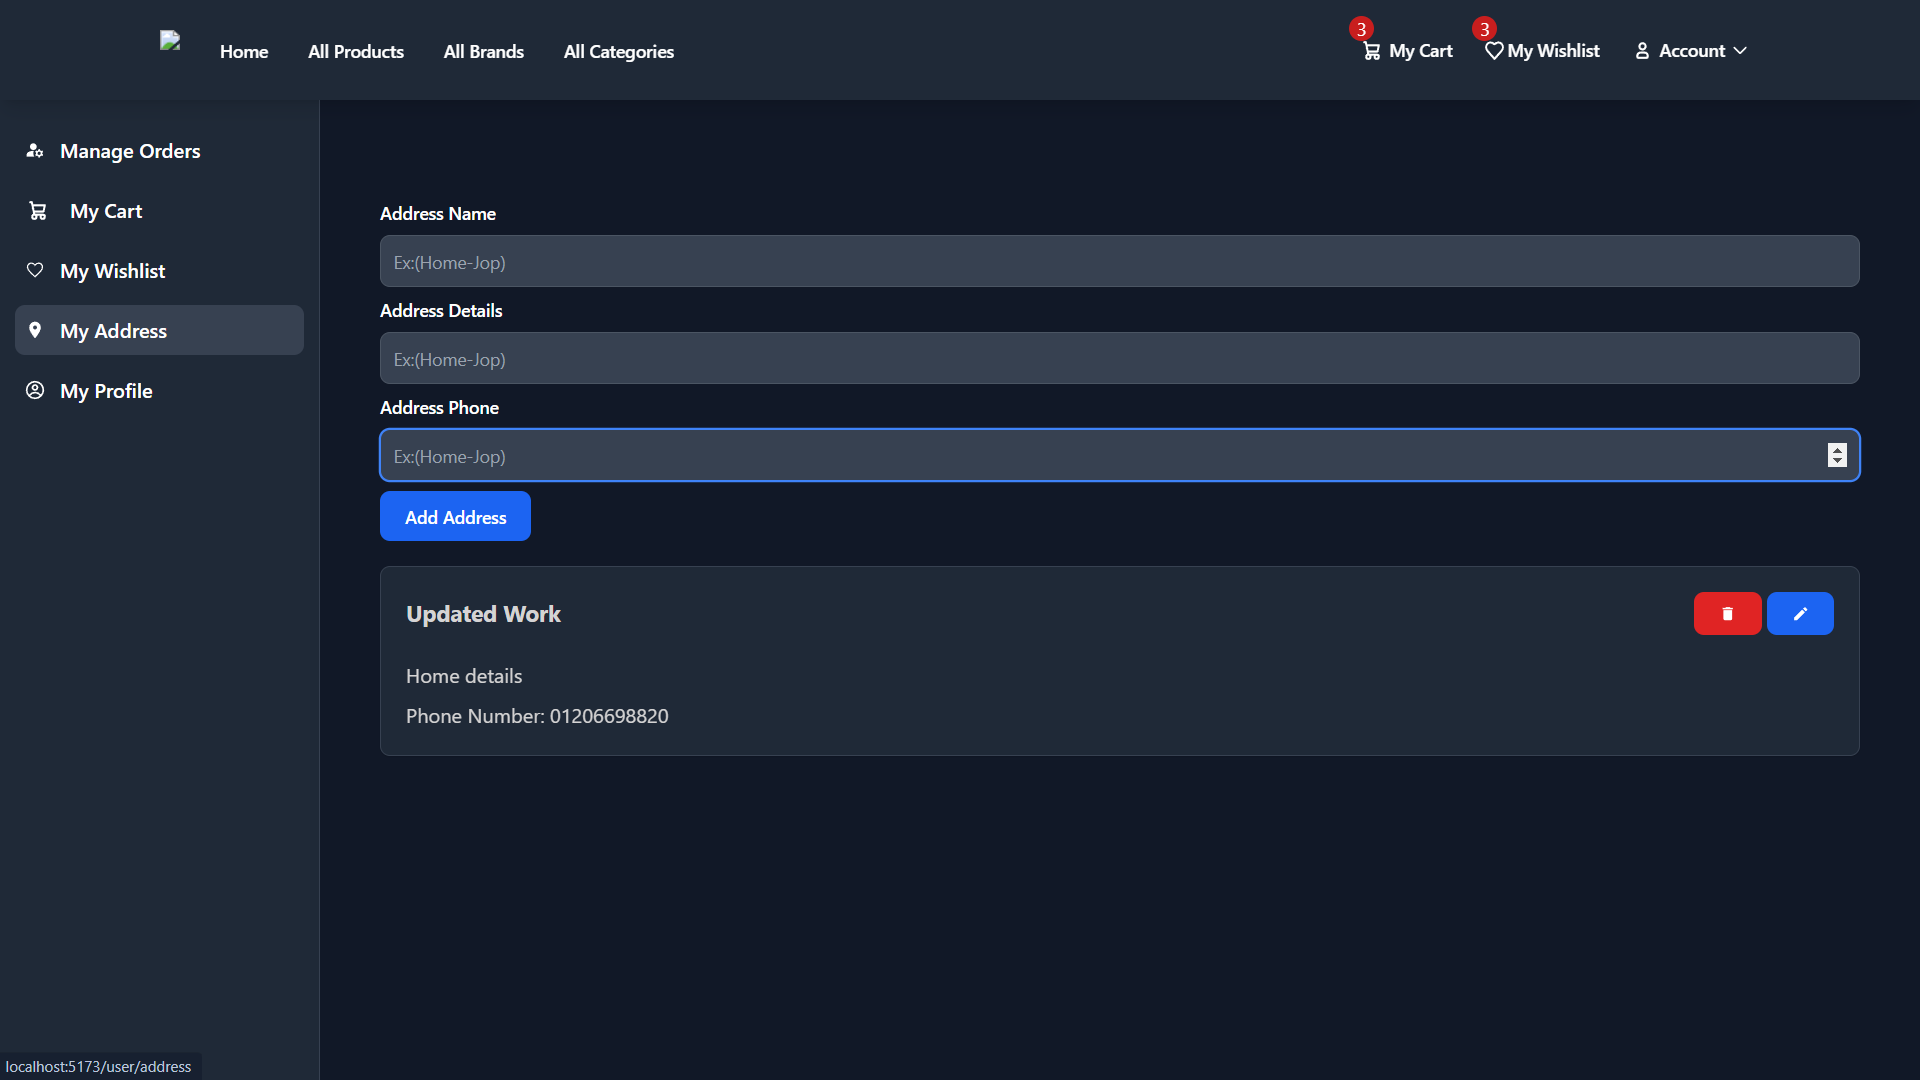 Home
All Products
All Brands
All Categories
3
My Cart
3
My Wishlist
Account
Manage Orders
My Cart
My Wishlist
My Address
My Profile
Address Name
Ex:(Home-Jop)
Address Details
Ex:(Home-Jop)
Address Phone
Ex:(Home-Jop)
Add Address
Updated Work
Home details
Phone Number: 01206698820
localhost:5173/user/address